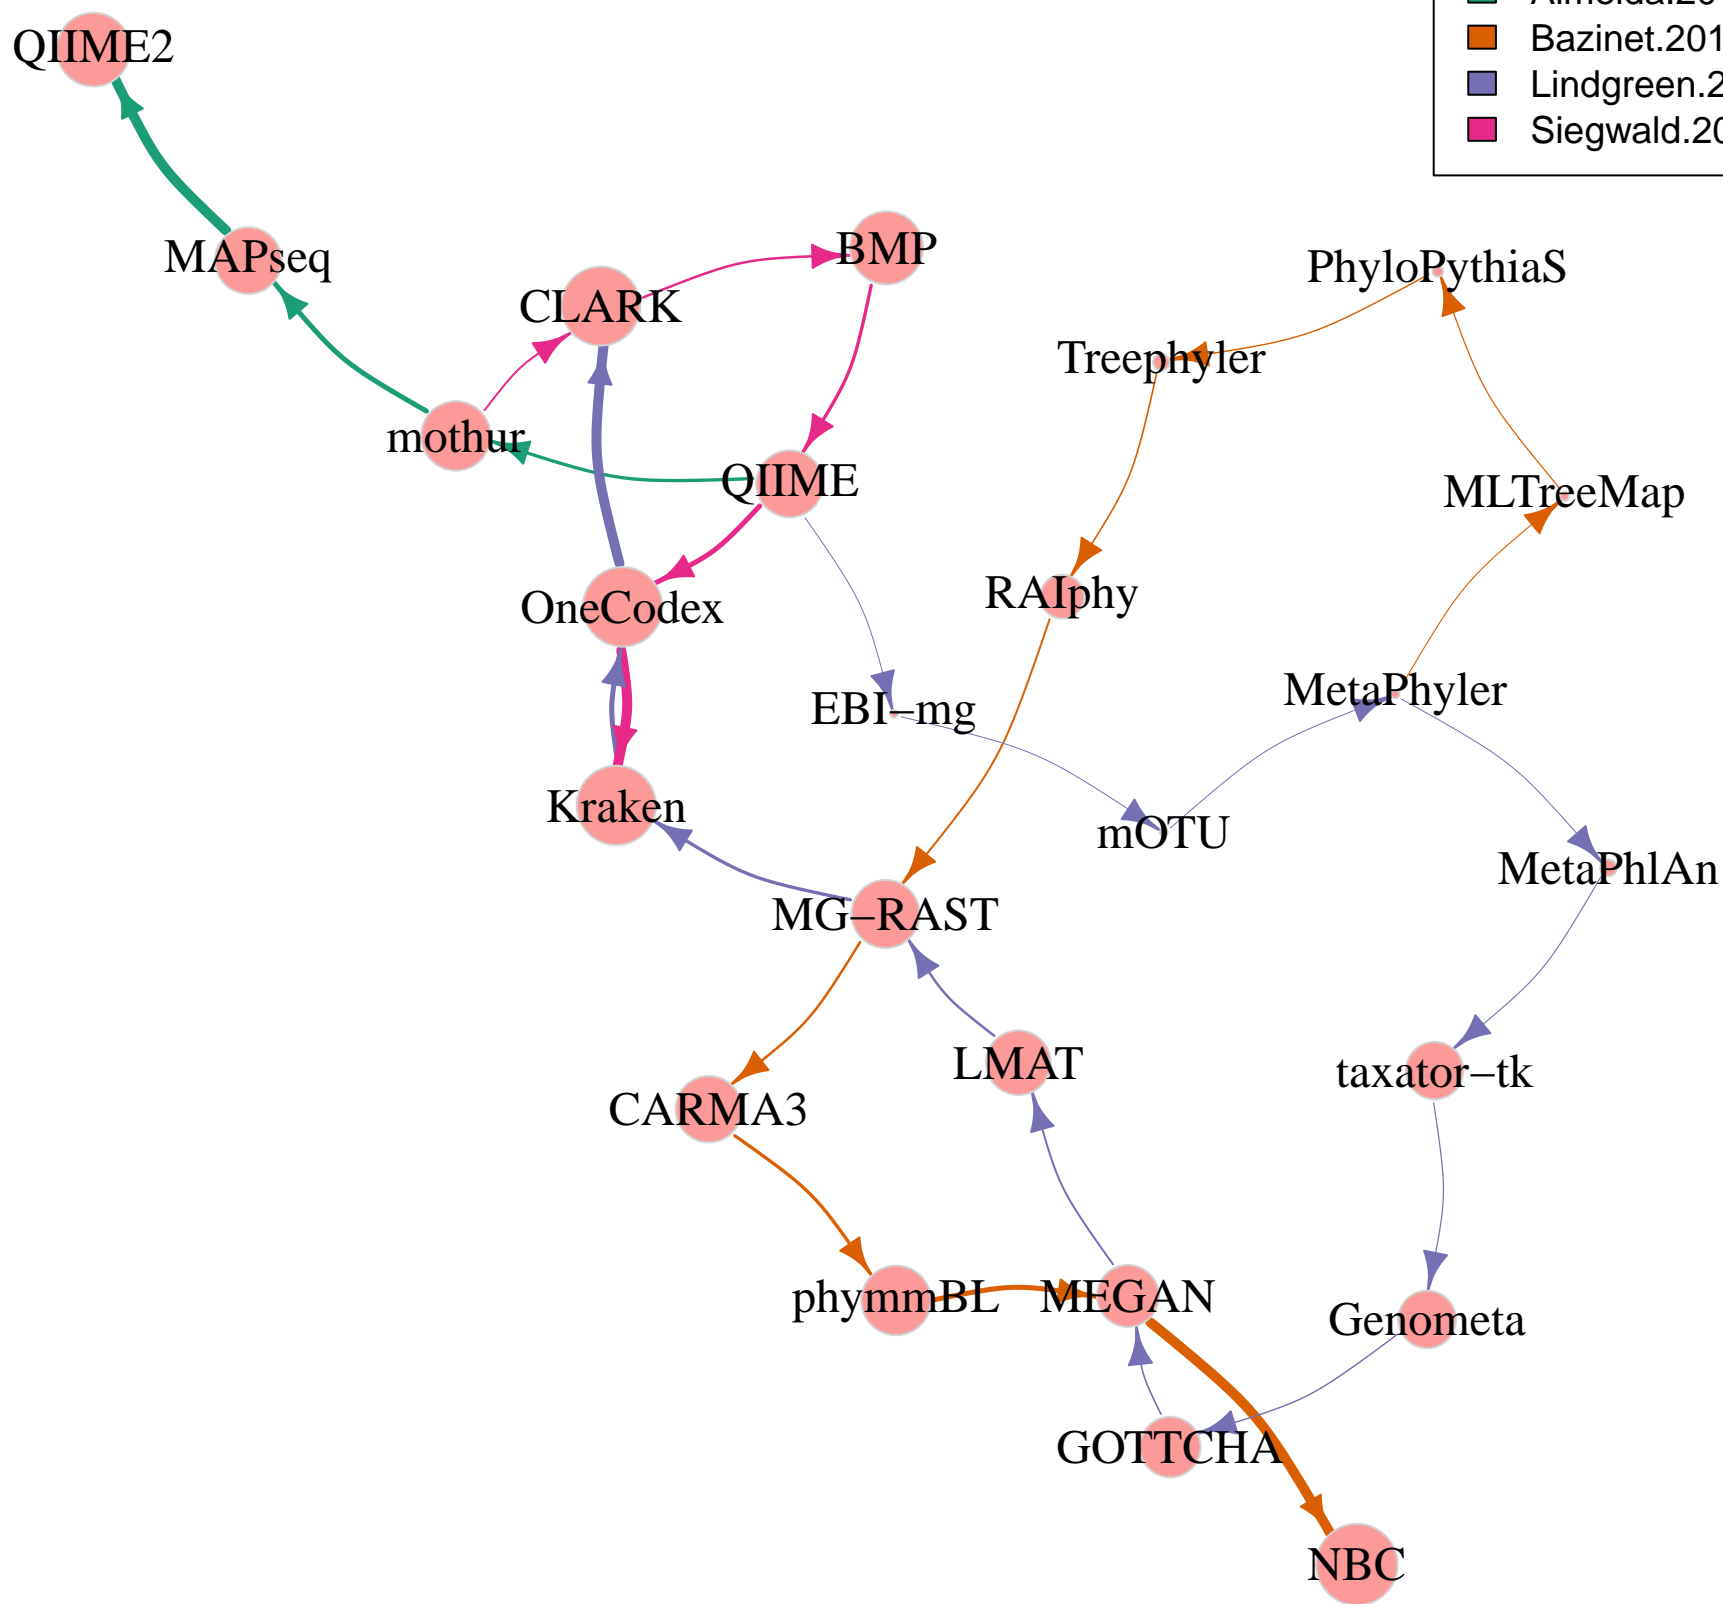 QIIME2
Bazinet.201
Lindgreen.2
Siegwald.20
MAPseq
BMP
PhyloPythiaS
CLARK
Treephyler
mothur
QIIME
MLTreeMap
OneCodex
RAIphy
EBI−mg
MetaPhyler
Kraken
mOTU
MetaPhlAn
MG−RAST
LMAT
taxator−tk
CARMA3
phymmBL
MEGAN
Genometa
GOTTCHA
NBC